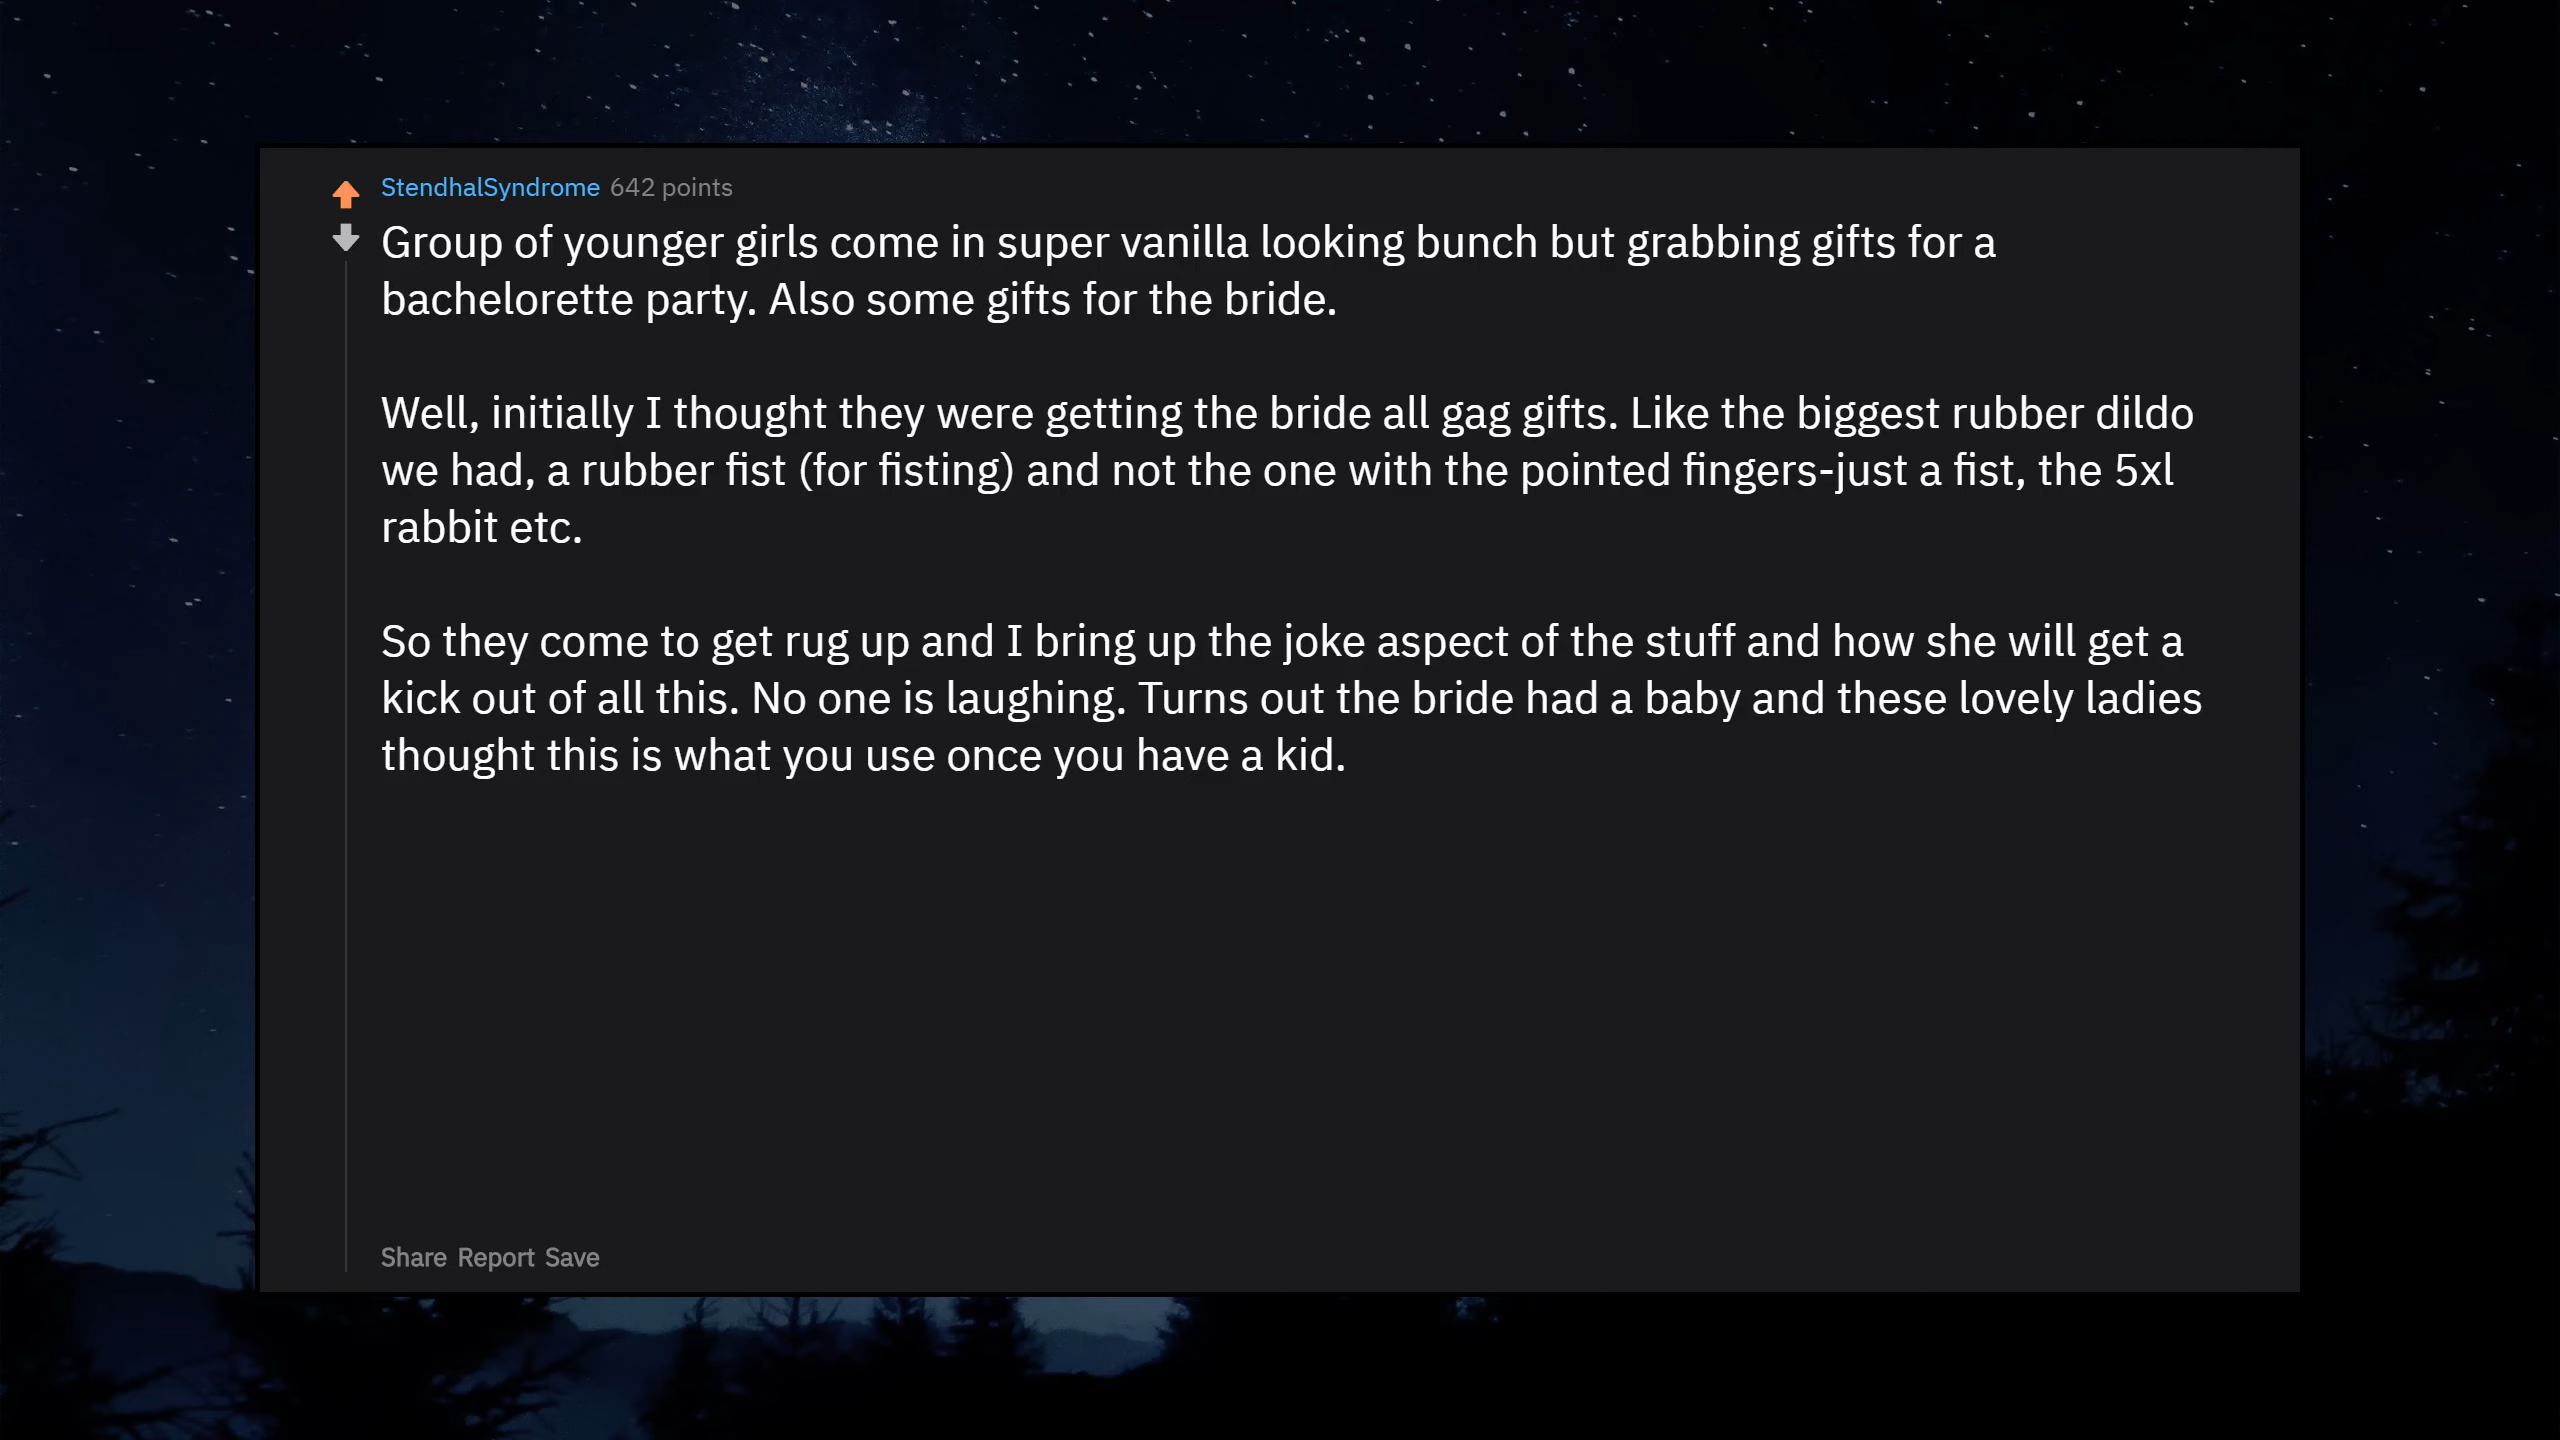 StendhalSyndrome 642 points
Group of younger girls come in super vanilla looking bunch but grabbing gifts for a
bachelorette party. Also some gifts for the bride.
Well, initially I thought they were getting the bride all gag gifts. Like the biggest rubber dildo
we had, a rubber fist (for fisting) and not the one with the pointed fingers-just a fist, the 5xl
rabbit etc.
So they come to get rug up and I bring up the joke aspect of the stuff and how she will get a
kick out of all this. No one is laughing. Turns out the bride had a baby and these lovely ladies
thought this is what you use once you have a kid.
Share Report Save